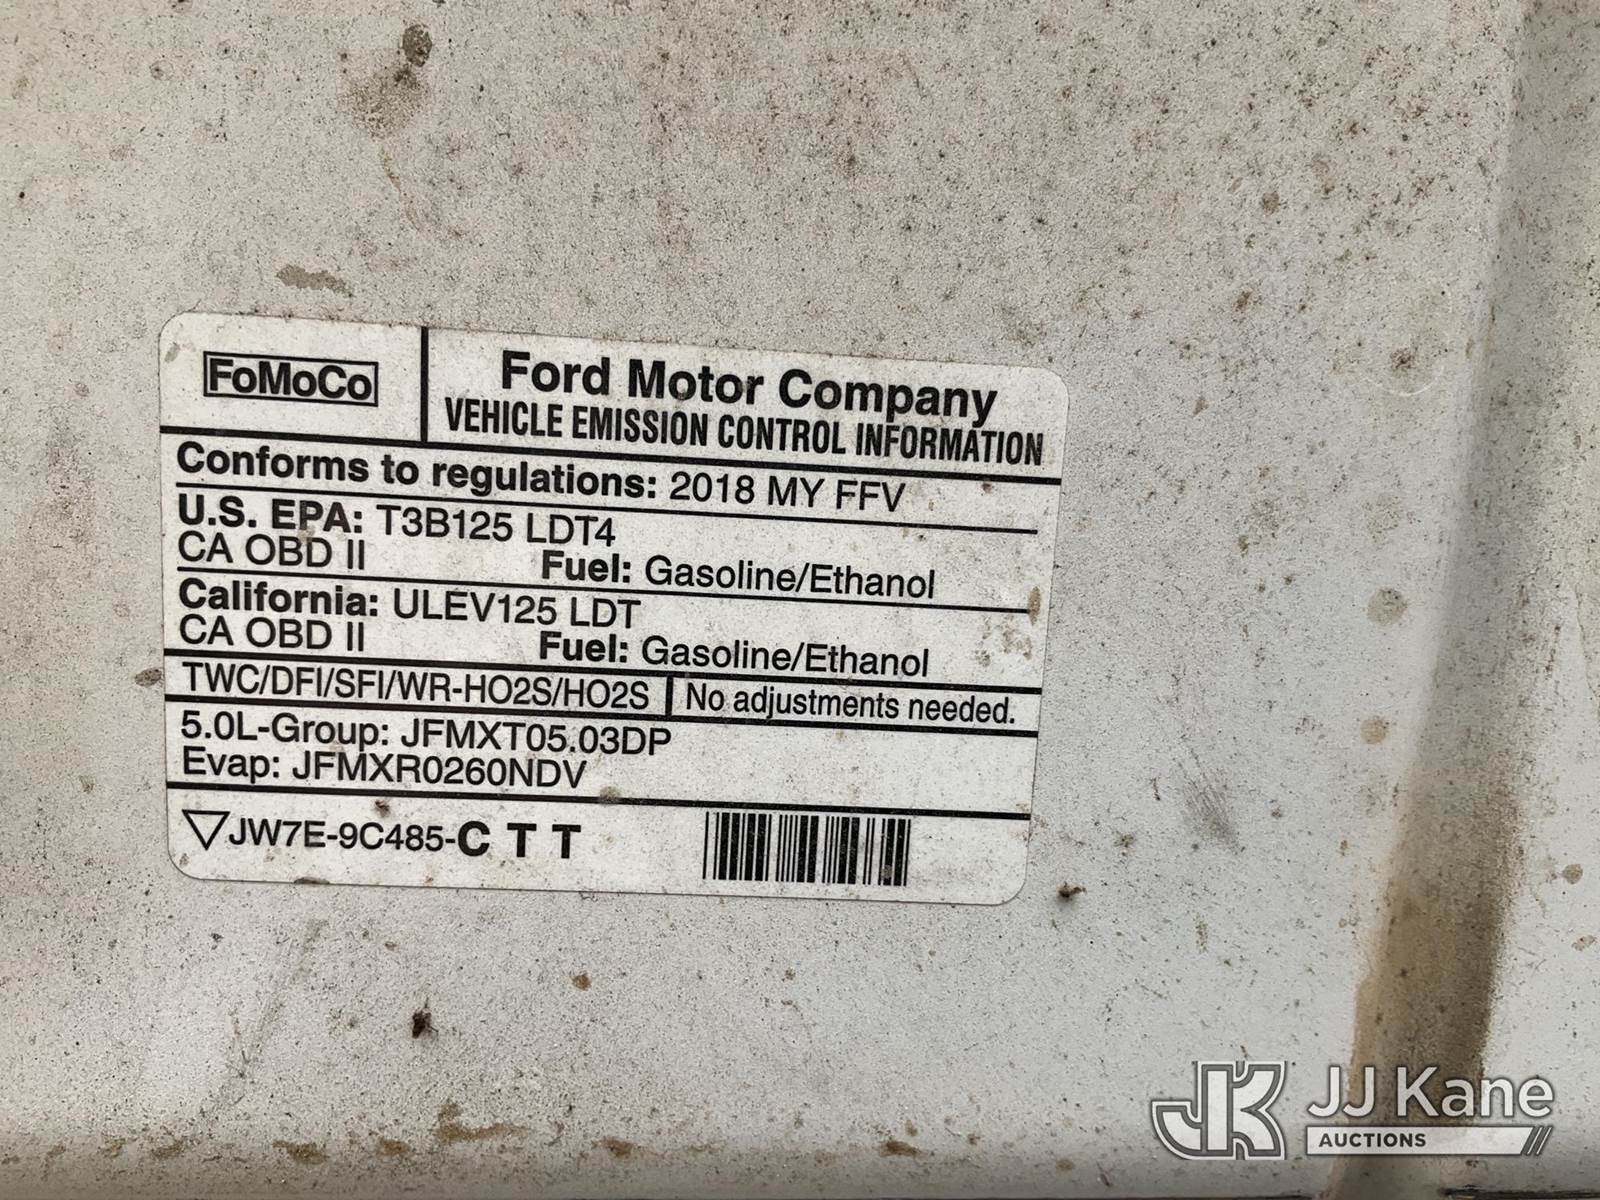 FoMoCo
Ford Motor Company
VEHICLE EMISSION CONTROL INFORMATION
Conforms to regulations: 2018 MY FFV
U.S. EPA: T3B125 LDT4
CA OBD II Fuel: Gasoline/Ethanol
California: ULEV125 LDT
CA OBD II Fuel: Gasoline/Ethanol
TWC/DFI/SFI/WR-HO2S/HO2S No adjustments needed.
5.0L-Group: JFMXT05.03DP
Evap: JFMXR0260NDV
JW7E-9C485-C T T
JK JJ Kane
AUCTIONS